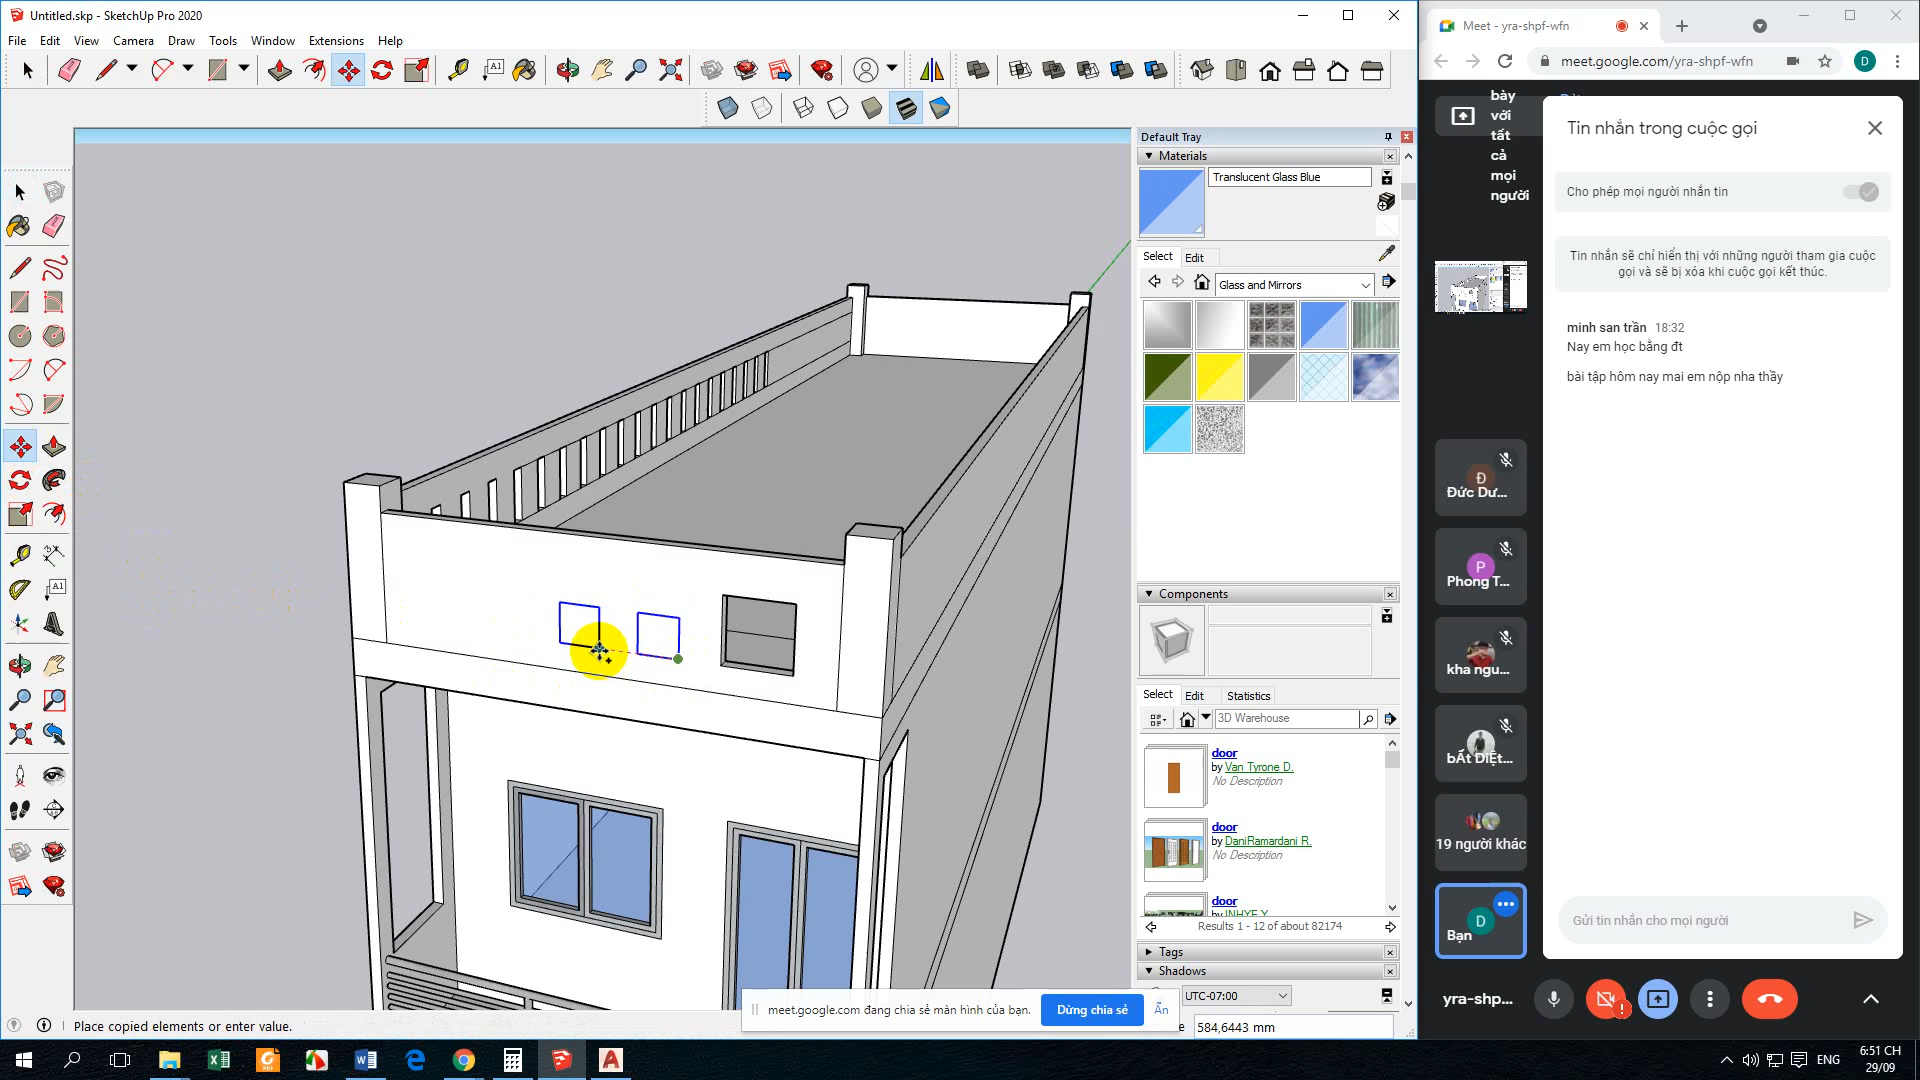 Untitled.skp - SketchUp Pro 2020
File Edit View Camera Draw Tools Window Extensions Help
Default Tray
Materials
Translucent Glass Blue
Select Edit
Glass and Mirrors
Components
Select Edit Statistics
3D Warehouse
door
by Van Tyrone D.
No Description
door
by DaniRamardani R.
No Description
door
by INHYE Y.
Results 1 - 12 of about 82174
Tags
Shadows
UTC-07:00
Place copied elements or enter value.
meet.google.com đang chia sẻ màn hình của bạn.
Dừng chia sẻ
Ẩn
584,6443 mm
Meet - yra-shpf-wfn
meet.google.com/yra-shpf-wfn
D
bày
với
tất
cả
mọi
người
Tin nhắn trong cuộc gọi
Cho phép mọi người nhắn tin
Tin nhắn sẽ chỉ hiển thị với những người tham gia cuộc
gọi và sẽ bị xóa khi cuộc gọi kết thúc.
minh san trần 18:32
Nay em học bằng đt
bài tập hôm nay mai em nộp nha thầy
Đ
Đức Dư...
P
Phong T...
kha ngu...
bẤt DiỆt...
19 người khác
D
Bạn
Gửi tin nhắn cho mọi người
yra-shp...
ENG
6:51 CH
29/09